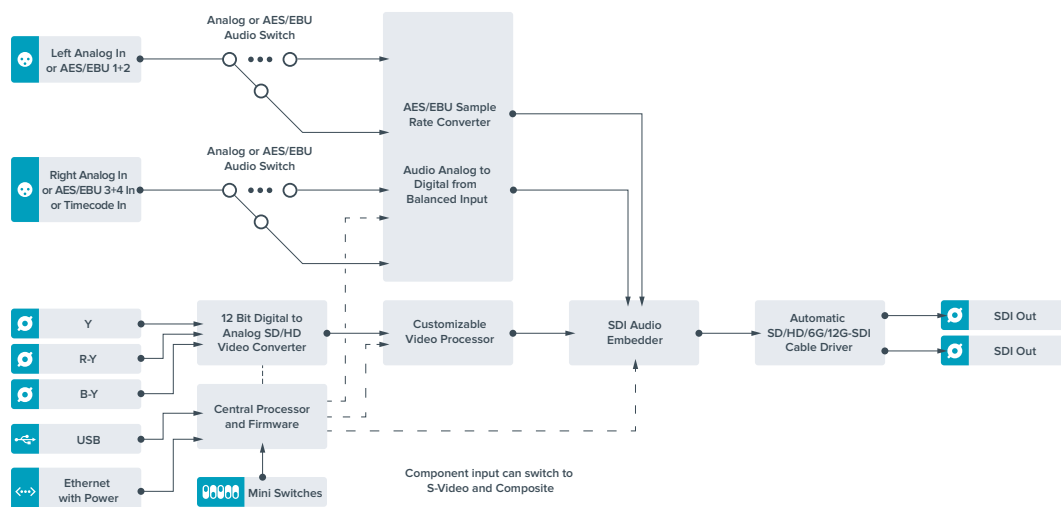 Analog or AES/EBU
Audio Switch
Left Analog In
or AES/EBU 1+2
AES/EBU Sample
Rate Converter
Analog or AES/EBU
Audio Switch
Right Analog In
or AES/EBU 3+4 In
or Timecode In
Audio Analog to
Digital from
Balanced Input
Y
R-Y
B-Y
12 Bit Digital to
Analog SD/HD
Video Converter
Customizable
Video Processor
SDI Audio
Embedder
Automatic
SD/HD/6G/12G-SDI
Cable Driver
SDI Out
SDI Out
USB
Central Processor
and Firmware
Ethernet
with Power
Mini Switches
Component input can switch to
S-Video and Composite